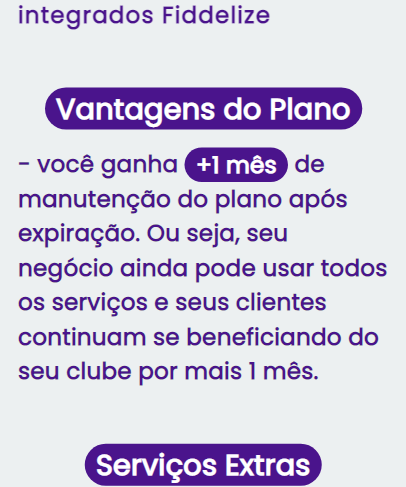 integrados Fiddelize
Vantagens do Plano
- você ganha +1 mês de
manutenção do plano após
expiração. Ou seja, seu
negócio ainda pode usar todos
os serviços e seus clientes
continuam se beneficiando do
seu clube por mais 1 mês.
Serviços Extras